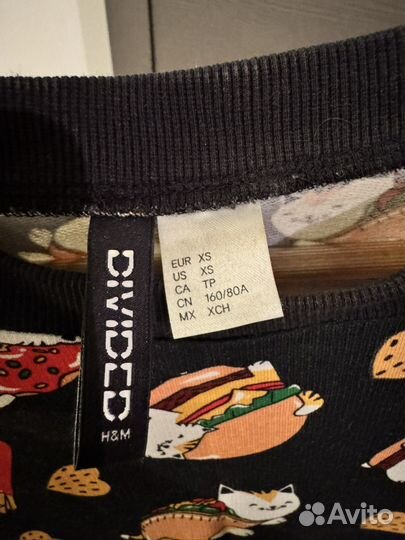 DIVIDED
H&M
EUR XS
US XS
CA TP
CN 160/80A
MX XCH
Avito